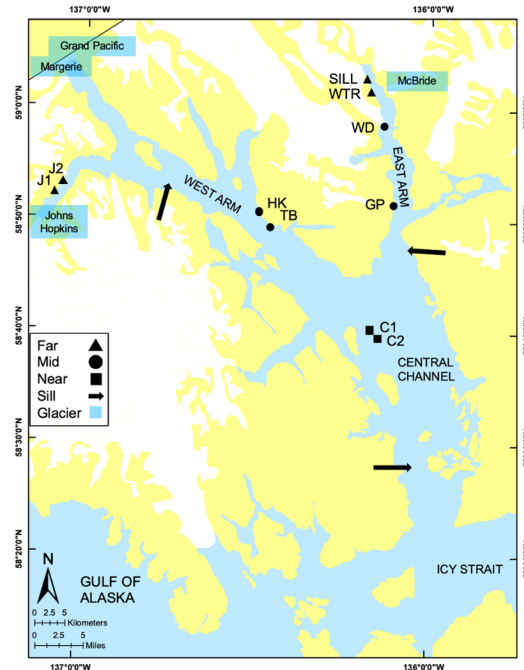 137°0'0"W
136°0'0"W
Grand Pacific
Margerie
59°0'0"N
SILL
McBride
WTR
WD
EAST ARM
J2
J1
WEST ARM
HK
TB
GP
58°50'0"N
Johns
Hopkins
58°40'0"N
C1
C2
CENTRAL
CHANNEL
Far
Mid
Near
Sill
Glacier
58°30'0"N
58°20'0"N
N
GULF OF
ALASKA
ICY STRAIT
0 2.5 5
Kilometers
0 2.5 5
Miles
137°0'0"W
136°0'0"W